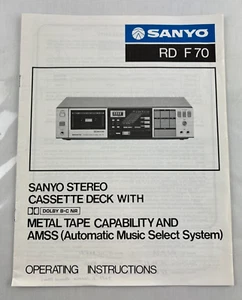 SANYO
RD F70
SANYO STEREO
CASSETTE DECK WITH
DOLBY B-C NR
METAL TAPE CAPABILITY AND
AMSS (Automatic Music Select System)
OPERATING INSTRUCTIONS